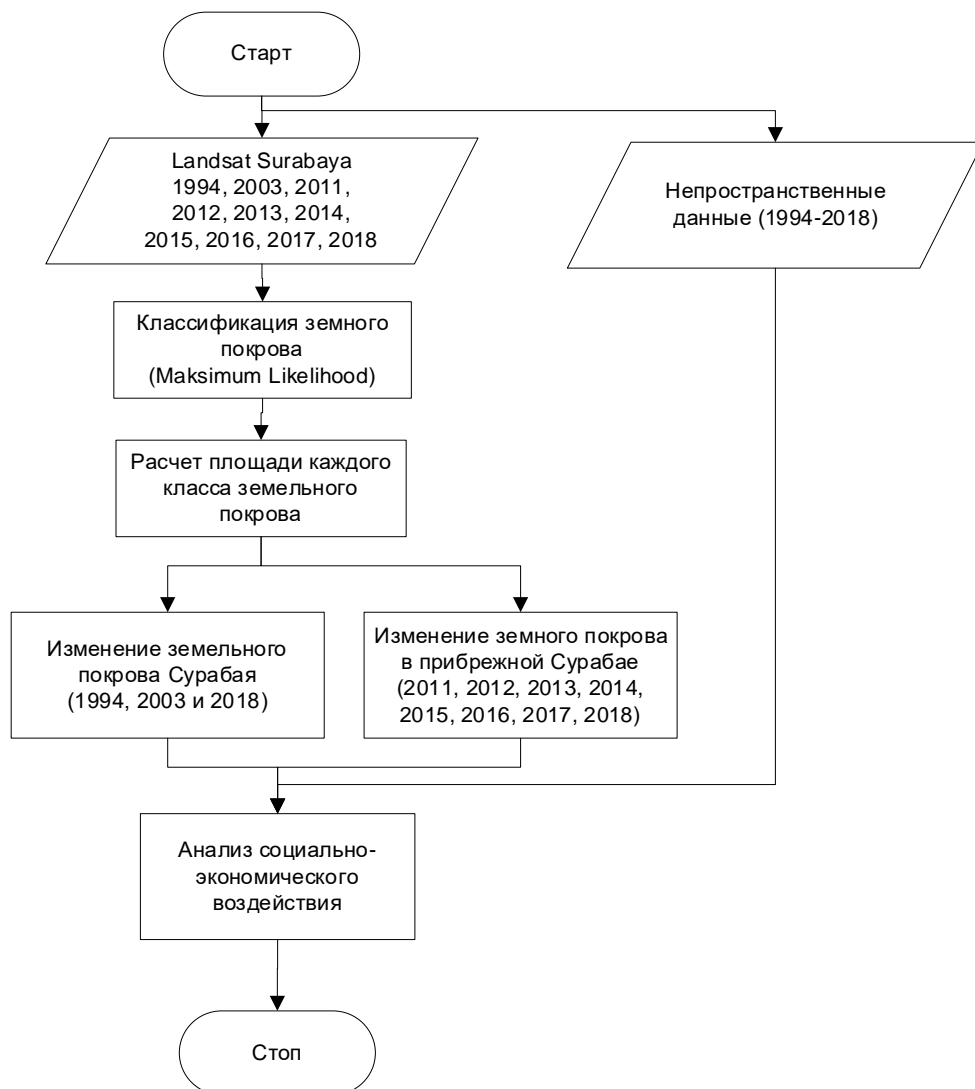 Старт
Landsat Surabaya
1994, 2003, 2011,
2012, 2013, 2014,
2015, 2016, 2017, 2018
Непространственные
данные (1994-2018)
Классификация земного
покрова
(Maksimum Likelihood)
Расчет площади каждого
класса земельного
покрова
Изменение земельного
покрова Сурабая
(1994, 2003 и 2018)
Изменение земного покрова
в прибрежной Сурабае
(2011, 2012, 2013, 2014,
2015, 2016, 2017, 2018)
Анализ социально-
экономического
воздействия
Стоп